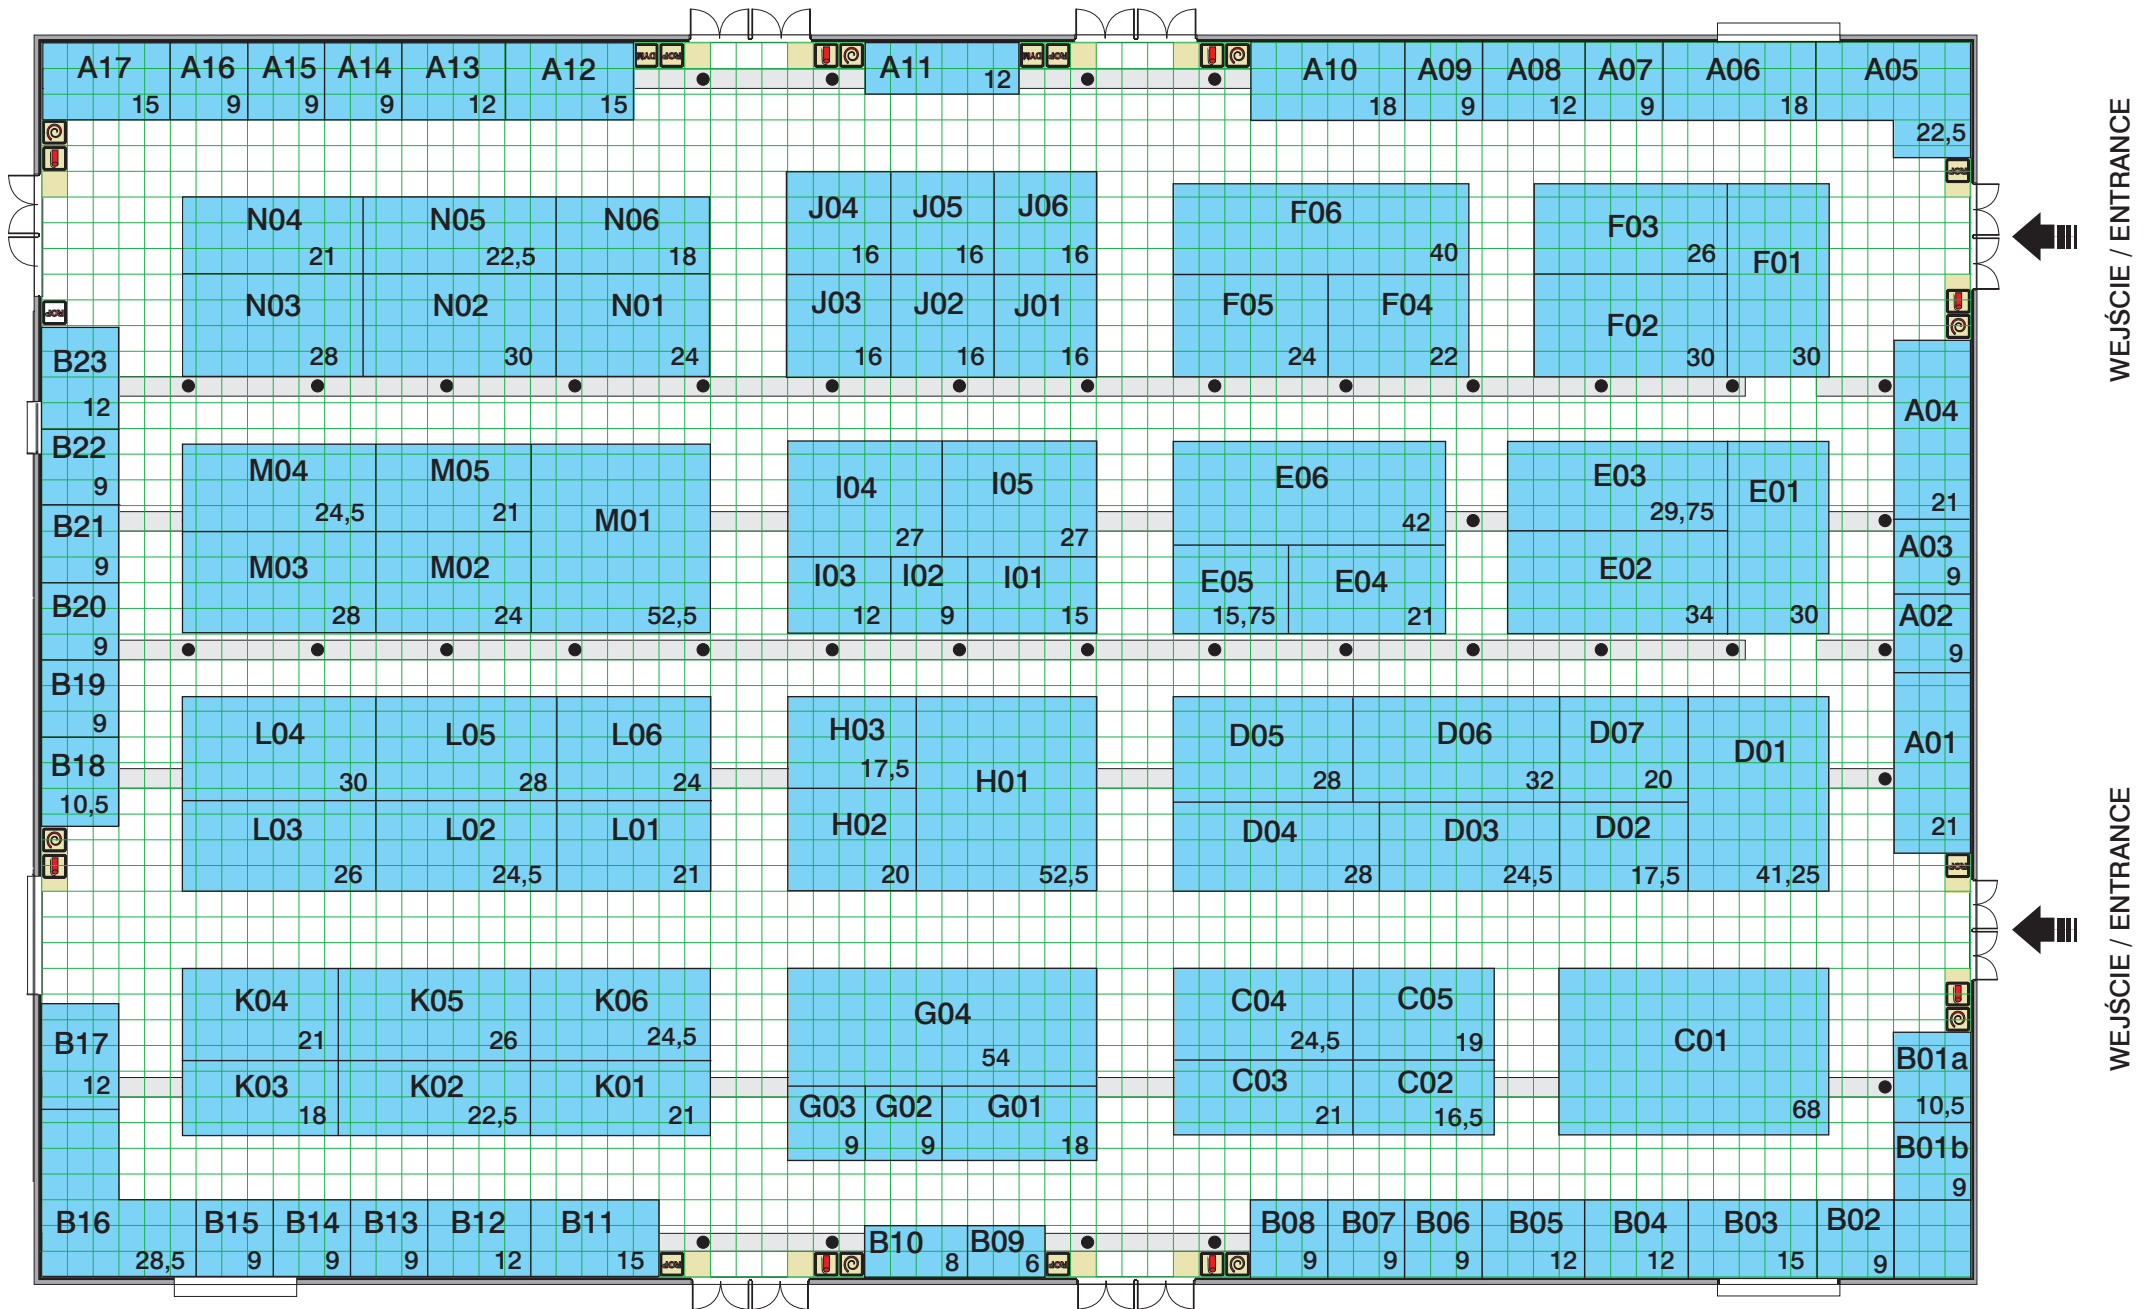 A17 A16 A15 A14 A13 A12 DYM ROP A11 DYM ROP A10 A09 A08 A07 A06 A05
15 9 9 9 12 15 12 18 9 12 9 18 22,5
ROP
N04 N05 N06 J04 J05 J06 F06 F03 F01
21 22,5 18 16 16 16 40 26
WEJŚCIE / ENTRANCE
ROP
N03 N02 N01 J03 J02 J01 F05 F04 F02
28 30 24 16 16 16 24 22 30 30
B23
12
A04
21
B22
9
M04 M05 M01 I04 I05 E06 E03 E01
24,5 21 27 27 42 29,75
B21
9
A03
9
M03 M02 I03 I02 I01 E05 E04 E02
28 24 52,5 12 9 15 15,75 21 34 30
B20
9
A02
9
B19
9
L04 L05 L06 H03 H01 D05 D06 D07 D01
30 28 24 17,5 28 32 20
B18
10,5
A01
21
L03 L02 L01 H02 D04 D03 D02
26 24,5 21 20 52,5 28 24,5 17,5 41,25
ROP
WEJŚCIE / ENTRANCE
K04 K05 K06 G04 C04 C05 C01
21 26 24,5 54 24,5 19
B17
12
B01a
10,5
K03 K02 K01 G03 G02 G01 C03 C02
18 22,5 21 9 9 18 21 16,5 68
B01b
9
B16 B15 B14 B13 B12 B11 B10 B09 B08 B07 B06 B05 B04 B03 B02
28,5 9 9 9 12 15 ROP 8 6 ROP 9 9 9 12 12 15 9